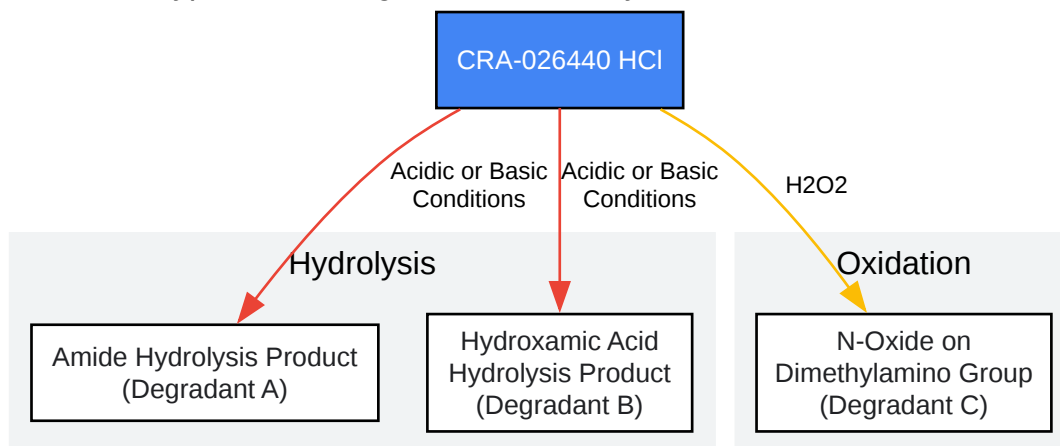 CRA-026440 HCl
Acidic or Basic
Conditions
Acidic or Basic
Conditions
H2O2
Hydrolysis
Oxidation
Amide Hydrolysis Product
(Degradant A)
Hydroxamic Acid
Hydrolysis Product
(Degradant B)
N-Oxide on
Dimethylamino Group
(Degradant C)